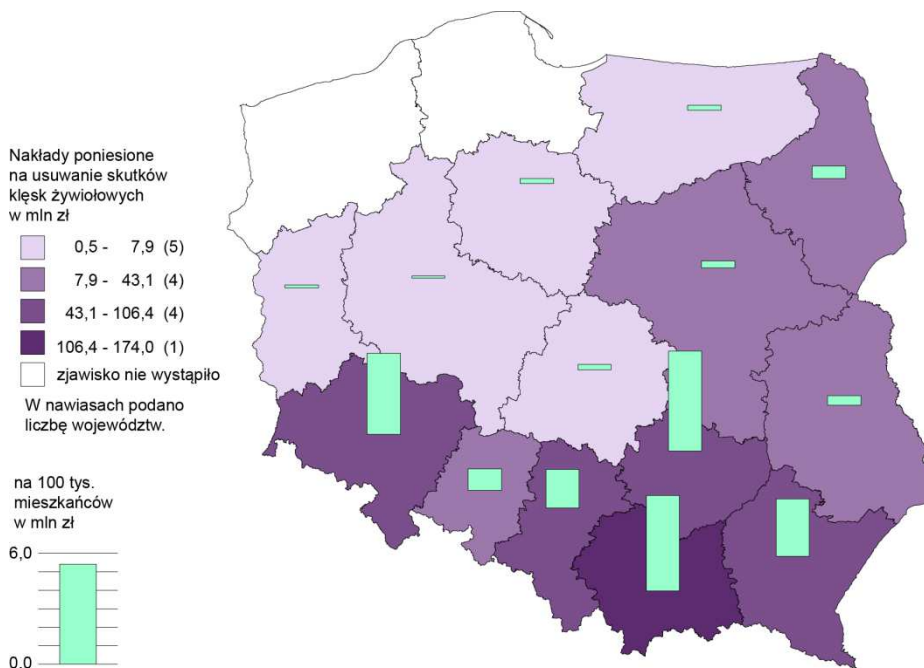 Nakłady poniesione
na usuwanie skutków
klęsk żywiołowych
w mln zł
0,5 - 7,9 (5)
7,9 - 43,1 (4)
43,1 - 106,4 (4)
106,4 - 174,0 (1)
zjawisko nie wystąpiło
W nawiasach podano
liczbę województw.
na 100 tys.
mieszkańców
w mln zł
6,0
0,0